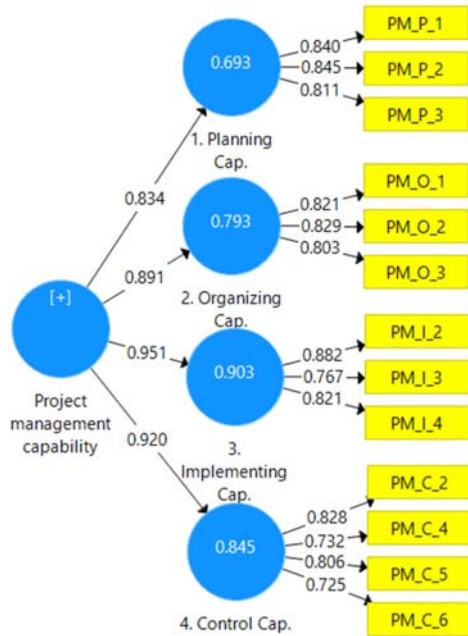 0.693
0.840
0.845
0.811
PM_P_1
PM_P_2
PM_P_3
1. Planning
Cap.
0.834
0.793
0.821
0.829
0.803
PM_O_1
PM_O_2
PM_O_3
0.891
2. Organizing
Cap.
[+]
0.951
Project
management
capability
0.903
0.882
0.767
0.821
PM_I_2
PM_I_3
PM_I_4
0.920
3.
Implementing
Cap.
0.845
0.828
0.732
0.806
0.725
PM_C_2
PM_C_4
PM_C_5
PM_C_6
4. Control Cap.